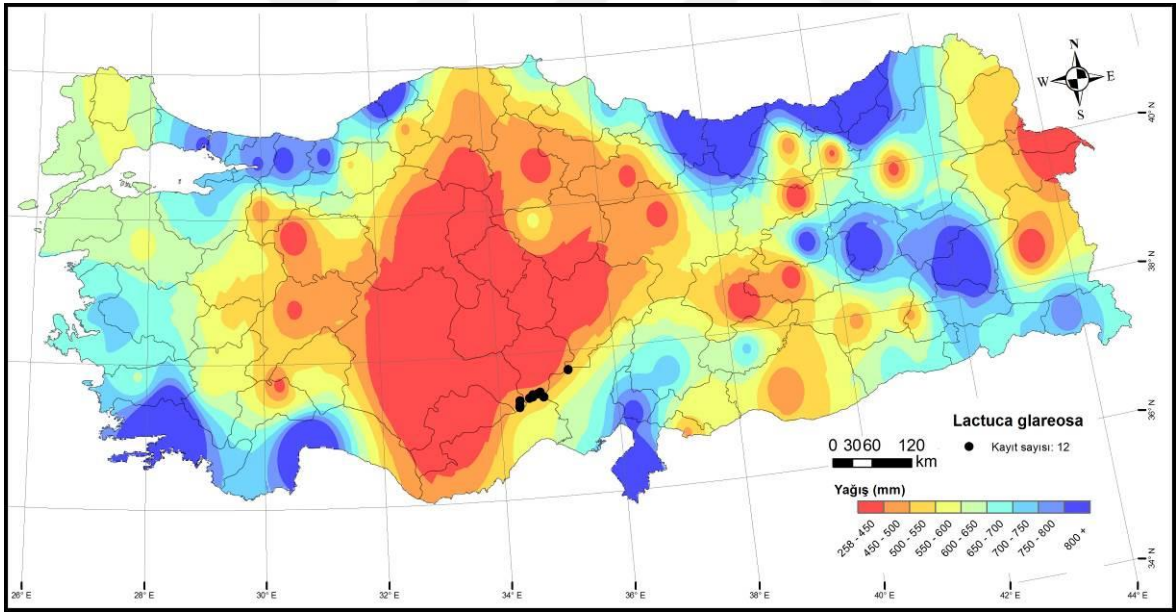 N
W E
S
40° N
38° N
36° N
34° N
Lactuca glareosa
Kayıt sayısı: 12
0 3060 120
km
Yağış (mm)
258 - 450
450 - 500
500 - 550
550 - 600
600 - 650
650 - 700
700 - 750
750 - 800
800 +
26° E
28° E
30° E
32° E
34° E
36° E
38° E
40° E
42° E
44° E